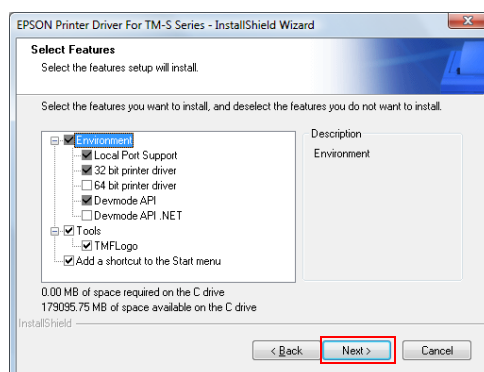 EPSON Printer Driver For TM-S Series - InstallShield Wizard
Select Features
Select the features setup will install.
Select the features you want to install, and deselect the features you do not want to install.
Environment
Local Port Support
32 bit printer driver
64 bit printer driver
Devmode API
Devmode API .NET
Tools
TMFLogo
Add a shortcut to the Start menu
Description
Environment
0.00 MB of space required on the C drive
179095.75 MB of space available on the C drive
InstallShield
< Back Next > Cancel